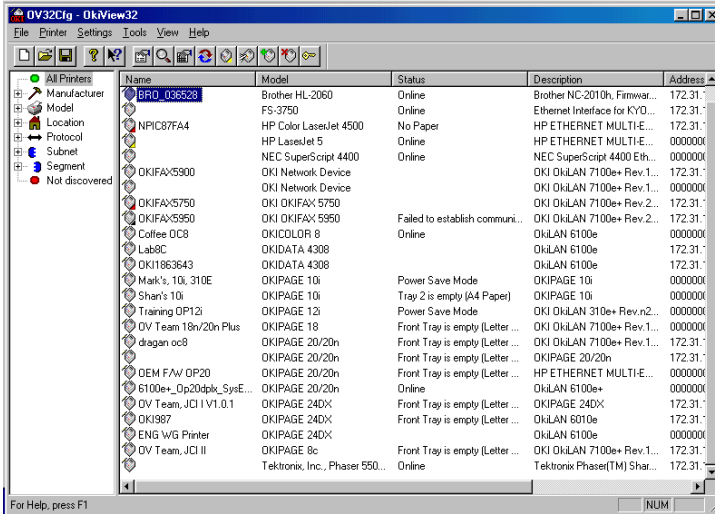 OV32Cfg - OkiView32
File Printer Settings Tools View Help
All Printers
Manufacturer
Model
Location
Protocol
Subnet
Segment
Not discovered
Name Model Status Description Address
BRO_036528 Brother HL-2060 Online Brother NC-2010h, Firmwar... 172.31.
FS-3750 Online Ethernet Interface for KYO... 172.31.
NPIC87FA4 HP Color LaserJet 4500 No Paper HP ETHERNET MULTI-E... 172.31.
HP LaserJet 5 Online HP ETHERNET MULTI-E... 0000000
NEC SuperScript 4400 Online NEC SuperScript 4400 Eth... 0000000
OKIFAX5900 OKI Network Device OKI OkiLAN 7100e+ Rev.1... 172.31.
OKI Network Device OKI OkiLAN 7100e+ Rev.1... 0000000
OKIFAX5750 OKI OKIFAX 5750 OKI OkiLAN 7100e+ Rev.2... 172.31.
OKIFAX5950 OKI OKIFAX 5950 Failed to establish communi... OKI OkiLAN 7100e+ Rev.2... 172.31.
Coffee OC8 OKICOLOR 8 Online OkiLAN 6100e 0000000
Lab8C OKIDATA 4308 OkiLAN 6100e 172.31.
OKI1863643 OKIDATA 4308 OkiLAN 6100e 172.31.
Mark's, 10i, 310E OKIPAGE 10i Power Save Mode OKIPAGE 10i 0000000
Shan's 10i OKIPAGE 10i Tray 2 is empty (A4 Paper) OKIPAGE 10i 0000000
Training OP12i OKIPAGE 12i Power Save Mode OKI OkiLAN 310e+ Rev.n2... 0000000
OV Team 18n/20n Plus OKIPAGE 18 Front Tray is empty (Letter ... OKI OkiLAN 7100e+ Rev.1... 172.31.
dragan oc8 OKIPAGE 20/20n Front Tray is empty (Letter ... OKI OkiLAN 7100e+ Rev.1... 172.31.
OKIPAGE 20/20n Front Tray is empty (Letter ... OKIPAGE 20/20n 172.31.
OEM F/W OP20 OKIPAGE 20/20n Front Tray is empty (Letter ... HP ETHERNET MULTI-E... 0000000
6100e+_Op20dplx_SysE... OKIPAGE 20/20n Online OkiLAN 6100e+ 0000000
OV Team, JCI I V1.0.1 OKIPAGE 24DX Front Tray is empty (Letter ... OKIPAGE 24DX 172.31.
OKI987 OKIPAGE 24DX Front Tray is empty (Letter ... OkiLAN 6010e 172.31.
ENG WG Printer OKIPAGE 24DX OkiLAN 6100e 0000000
OV Team, JCI II OKIPAGE 8c Front Tray is empty (Letter ... OKI OkiLAN 7100e+ Rev.1... 172.31.
Tektronix, Inc., Phaser 550... Online Tektronix Phaser(TM) Shar... 172.31.
For Help, press F1
NUM